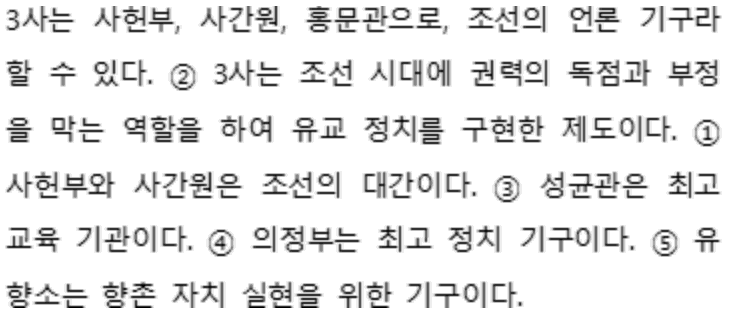 3사는 사헌부, 사간원, 홍문관으로, 조선의 언론 기구라
할 수 있다. ② 3사는 조선 시대에 권력의 독점과 부정
을 막는 역할을 하여 유교 정치를 구현한 제도이다. ①
사헌부와 사간원은 조선의 대간이다. ③ 성균관은 최고
교육 기관이다. ④ 의정부는 최고 정치 기구이다. ⑤ 유
향소는 향촌 자치 실현을 위한 기구이다.